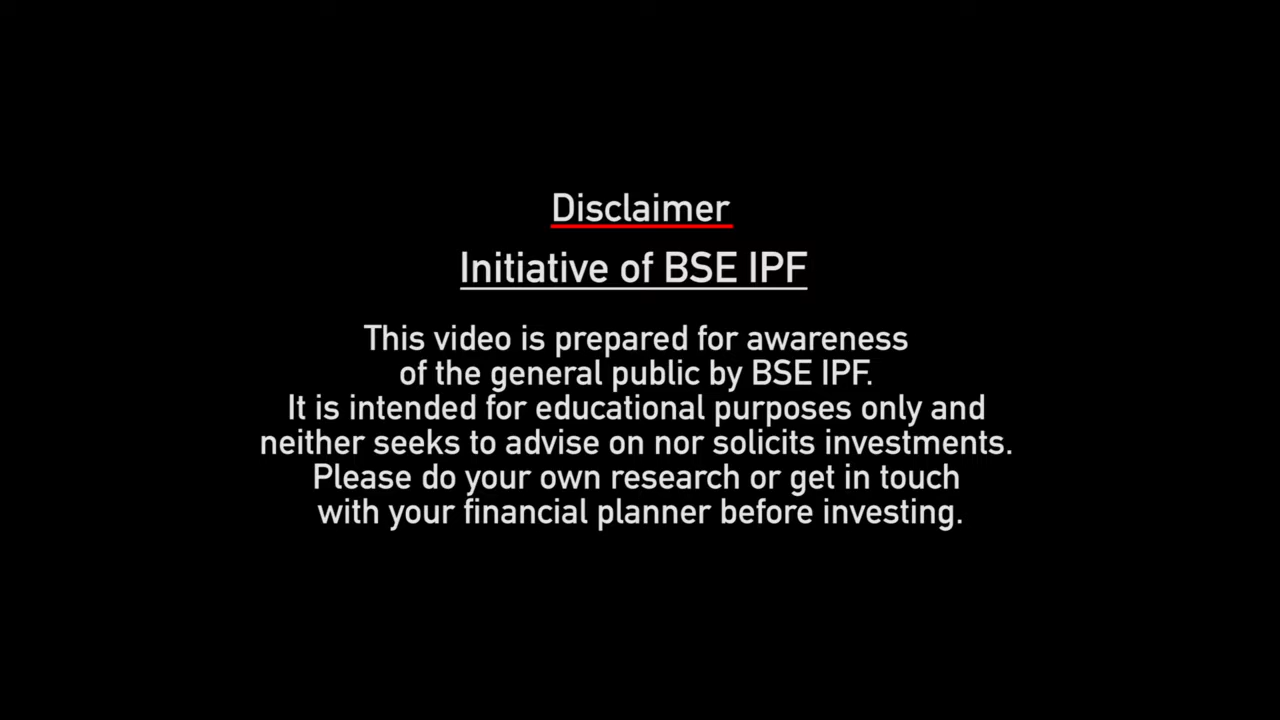 Disclaimer
Initiative of BSE IPF
This video is prepared for awareness
of the general public by BSE IPF.
It is intended for educational purposes only and
neither seeks to advise on nor solicits investments.
Please do your own research or get in touch
with your financial planner before investing.